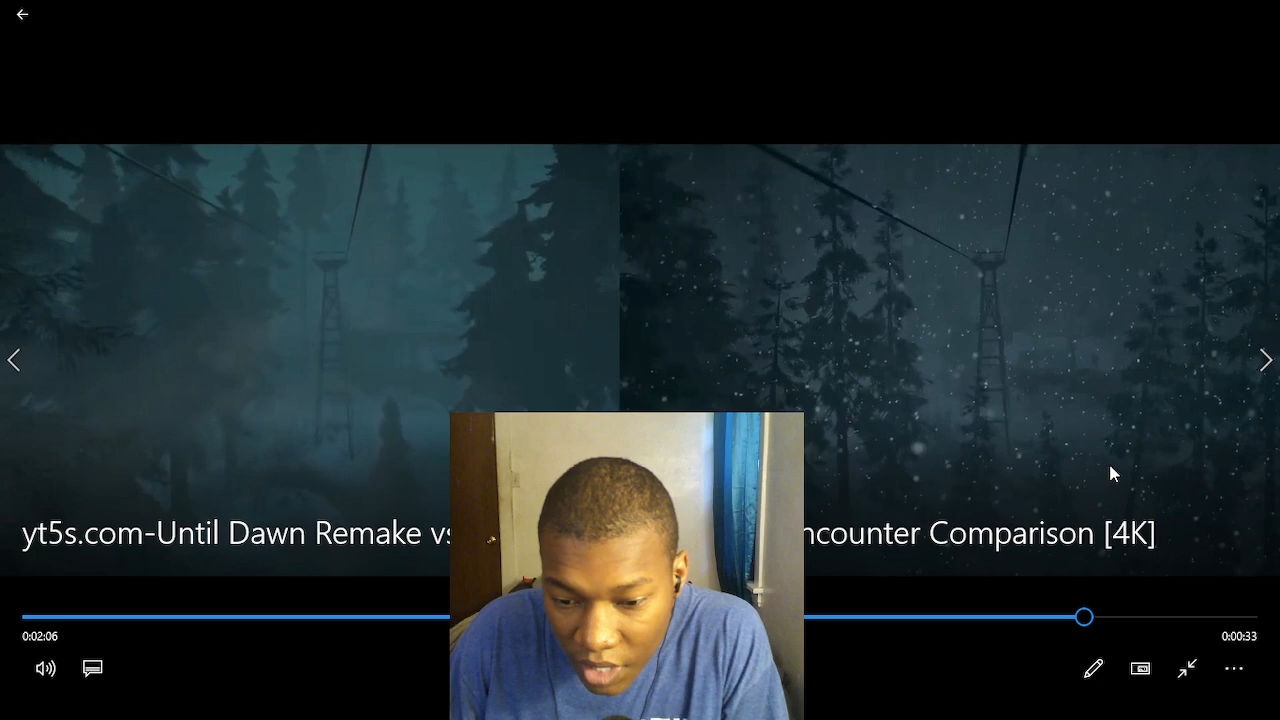 yt5s.com-Until Dawn Remake vs
ncounter Comparison [4K]
0:02:06
0:00:33